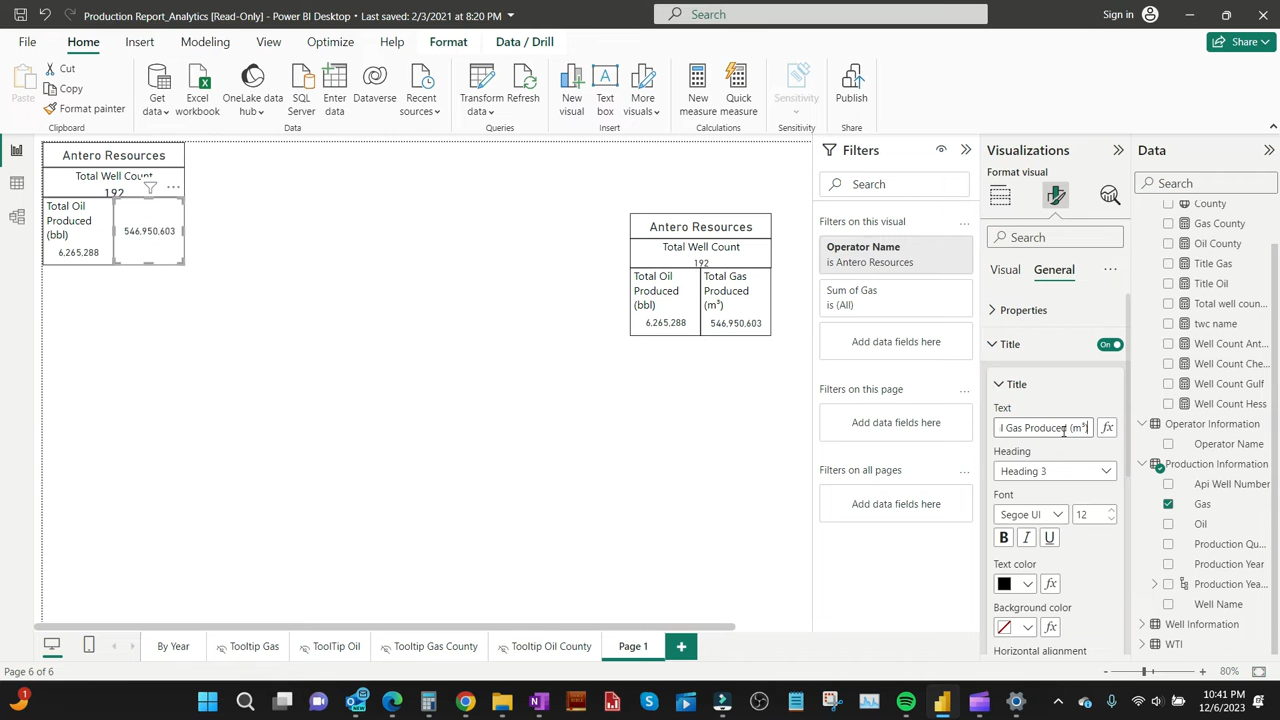 Production_Report_Analytics [Read-Only] - Power BI Desktop • Last saved: 2/3/2021 at 8:20 PM
Search
Sign in
File
Home
Insert
Modeling
View
Optimize
Help
Format
Data / Drill
Share
Paste
Cut
Copy
Format painter
Get data
Excel workbook
OneLake data hub
SQL Server
Enter data
Dataverse
Recent sources
Transform data
Refresh
New visual
Text box
More visuals
New measure
Quick measure
Sensitivity
Publish
Clipboard
Data
Queries
Insert
Calculations
Sensitivity
Share
Antero Resources
Total Well Count
192
Total Oil
Produced
(bbl)
6,265,288
546,950,603
Antero Resources
Total Well Count
192
Total Oil
Produced
(bbl)
6,265,288
Total Gas
Produced
(m³)
546,950,603
Filters
Search
Filters on this visual
Operator Name
is Antero Resources
Sum of Gas
is (All)
Add data fields here
Filters on this page
Add data fields here
Filters on all pages
Add data fields here
Visualizations
Format visual
Search
Visual
General
Properties
Title
On
Title
Text
l Gas Produced (m³)
fx
Heading
Heading 3
Font
Segoe UI
12
B
I
U
Text color
fx
Background color
fx
Horizontal alignment
Data
Search
County
Gas County
Oil County
Title Gas
Title Oil
Total well coun...
twc name
Well Count Ant...
Well Count Che...
Well Count Gulf
Well Count Hess
Operator Information
Operator Name
Production Information
Api Well Number
Gas
Oil
Production Qu...
Production Year
Production Yea...
Well Name
Well Information
WTI
By Year
Tooltip Gas
ToolTip Oil
Tooltip Gas County
Tooltip Oil County
Page 1
Page 6 of 6
80%
1
10:41 PM
12/6/2023